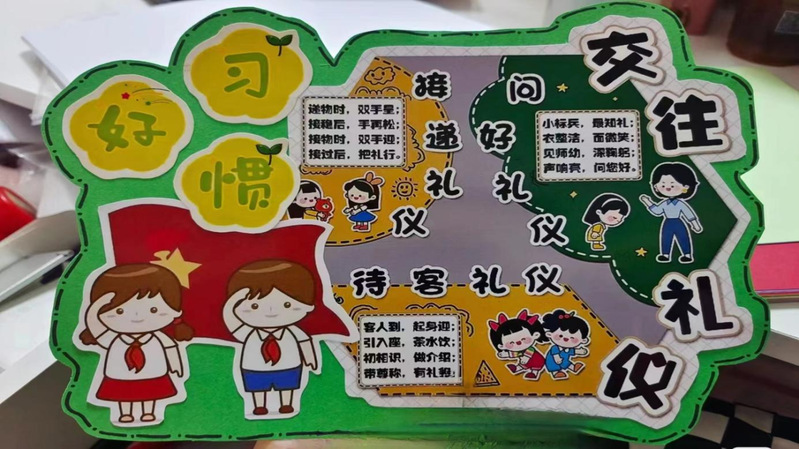 好习惯
交往礼仪
接递礼仪
递物时，双手呈；
接稳后，手再松；
接物时，双手迎；
接过后，把礼行。
问好礼仪
小标兵，最知礼；
衣整洁，面微笑；
见师幼，深鞠躬；
声响亮，问您好。
待客礼仪
客人到，起身迎；
引入座，茶水饮；
初相识，做介绍；
带尊称，有礼貌。